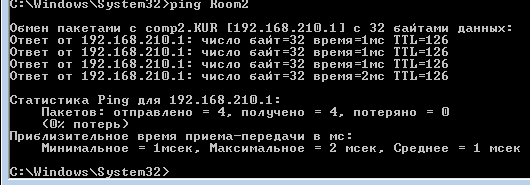 C:\Windows\System32>ping Room2
Обмен пакетами с comp2.KUR [192.168.210.1] с 32 байтами данных:
Ответ от 192.168.210.1: число байт=32 время=1мс TTL=126
Ответ от 192.168.210.1: число байт=32 время=1мс TTL=126
Ответ от 192.168.210.1: число байт=32 время=1мс TTL=126
Ответ от 192.168.210.1: число байт=32 время=2мс TTL=126
Статистика Ping для 192.168.210.1:
Пакетов: отправлено = 4, получено = 4, потеряно = 0
(0% потерь)
Приблизительное время приема-передачи в мс:
Минимальное = 1мсек, Максимальное = 2 мсек, Среднее = 1 мсек
C:\Windows\System32>